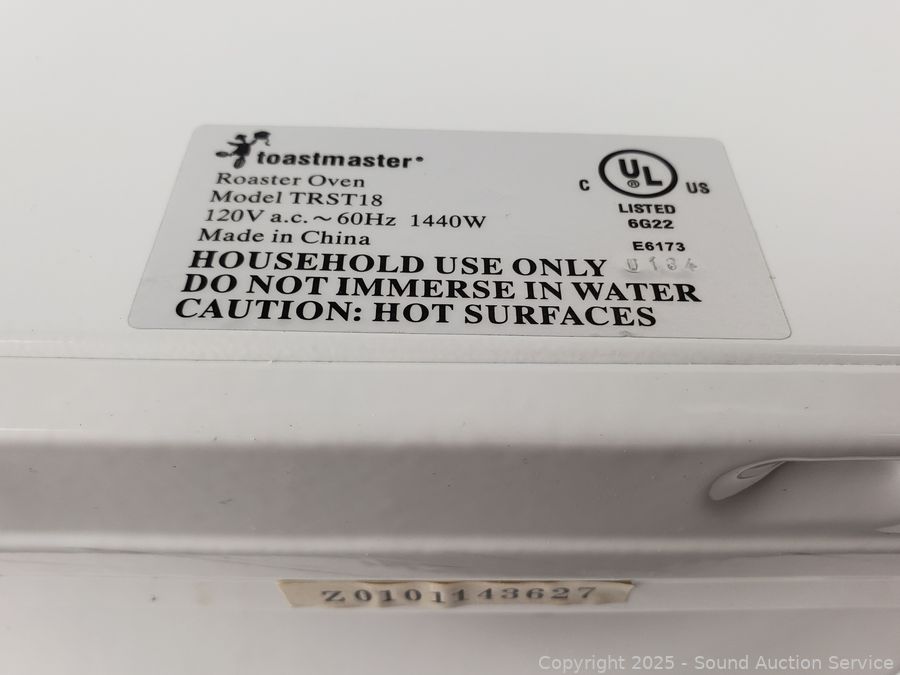 toastmaster®
Roaster Oven
Model TRST18
120V a.c.~60Hz 1440W
Made in China
HOUSEHOLD USE ONLY
DO NOT IMMERSE IN WATER
CAUTION: HOT SURFACES
C UL® US
LISTED
6G22
E6173
0134
Z0101143627
Copyright © 2025 - Sound Auction Service